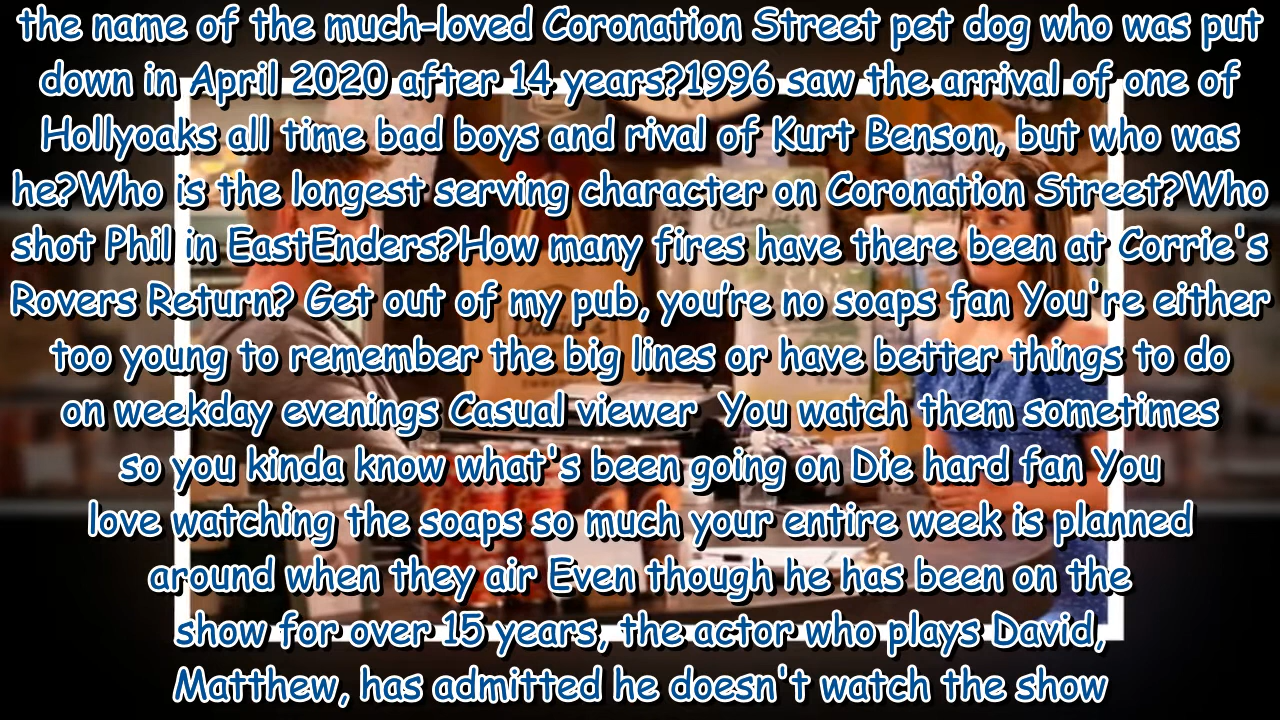 the name of the much-loved Coronation Street pet dog who was put
down in April 2020 after 14 years?1996 saw the arrival of one of
Hollyoaks all time bad boys and rival of Kurt Benson, but who was
he?Who is the longest serving character on Coronation Street?Who
shot Phil in EastEnders?How many fires have there been at Corrie's
Rovers Return? Get out of my pub, you’re no soaps fan You're either
too young to remember the big lines or have better things to do
on weekday evenings Casual viewer  You watch them sometimes
so you kinda know what's been going on Die hard fan You
love watching the soaps so much your entire week is planned
around when they air Even though he has been on the
show for over 15 years, the actor who plays David,
Matthew, has admitted he doesn't watch the show